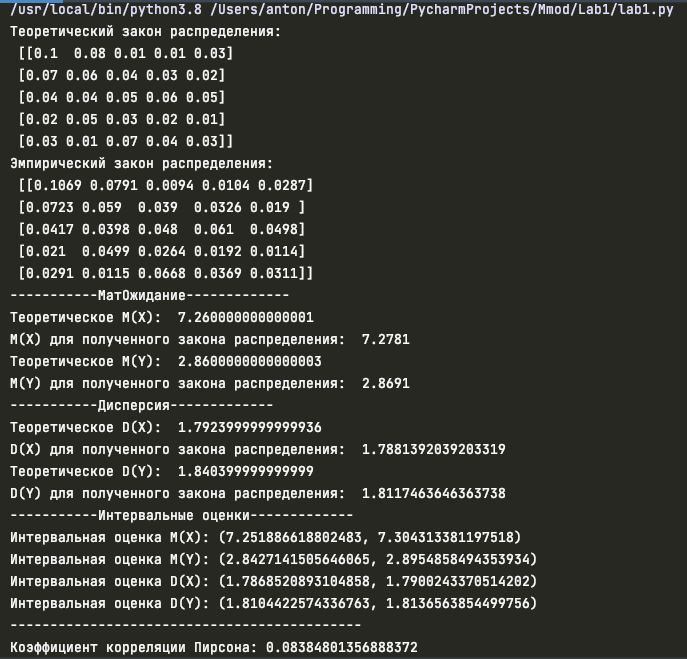 /usr/local/bin/python3.8 /Users/anton/Programming/PycharmProjects/Mmod/Lab1/lab1.py
Теоретический закон распределения:
[[0.1  0.08 0.01 0.01 0.03]
[0.07 0.06 0.04 0.03 0.02]
[0.04 0.04 0.05 0.06 0.05]
[0.02 0.05 0.03 0.02 0.01]
[0.03 0.01 0.07 0.04 0.03]]
Эмпирический закон распределения:
[[0.1069 0.0791 0.0094 0.0104 0.0287]
[0.0723 0.059  0.039  0.0326 0.019 ]
[0.0417 0.0398 0.048  0.061  0.0498]
[0.021  0.0499 0.0264 0.0192 0.0114]
[0.0291 0.0115 0.0668 0.0369 0.0311]]
-----------МатОжидание-------------
Теоретическое M(X):  7.260000000000001
M(X) для полученного закона распределения:  7.2781
Теоретическое M(Y):  2.8600000000000003
M(Y) для полученного закона распределения:  2.8691
-----------Дисперсия-------------
Теоретическое D(X):  1.7923999999999936
D(X) для полученного закона распределения:  1.7881392039203319
Теоретическое D(Y):  1.840399999999999
D(Y) для полученного закона распределения:  1.8117463646363738
-----------Интервальные оценки-------------
Интервальная оценка M(X): (7.251886618802483, 7.304313381197518)
Интервальная оценка M(Y): (2.8427141505646065, 2.8954858494353934)
Интервальная оценка D(X): (1.7868520893104858, 1.7900243370514202)
Интервальная оценка D(Y): (1.8104422574336763, 1.8136563854499756)
--------------------------------------------
Коэффициент корреляции Пирсона: 0.08384801356888372